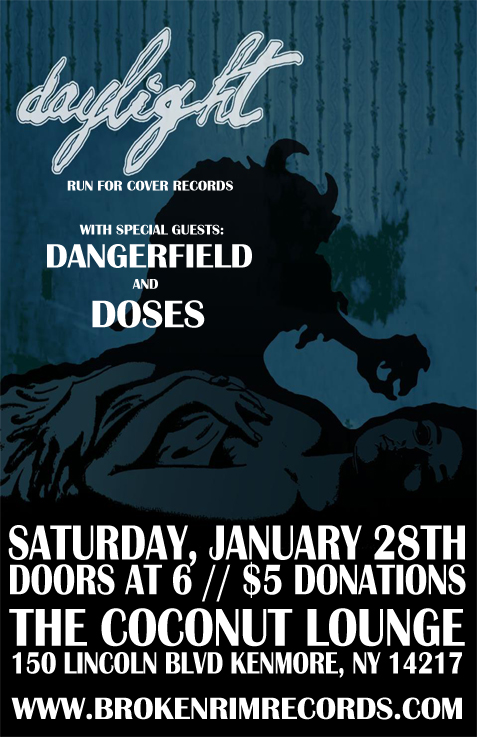 daylight
RUN FOR COVER RECORDS
WITH SPECIAL GUESTS:
DANGERFIELD
AND
DOSES
SATURDAY, JANUARY 28TH
DOORS AT 6 // $5 DONATIONS
THE COCONUT LOUNGE
150 LINCOLN BLVD KENMORE, NY 14217
WWW.BROKENRIMRECORDS.COM